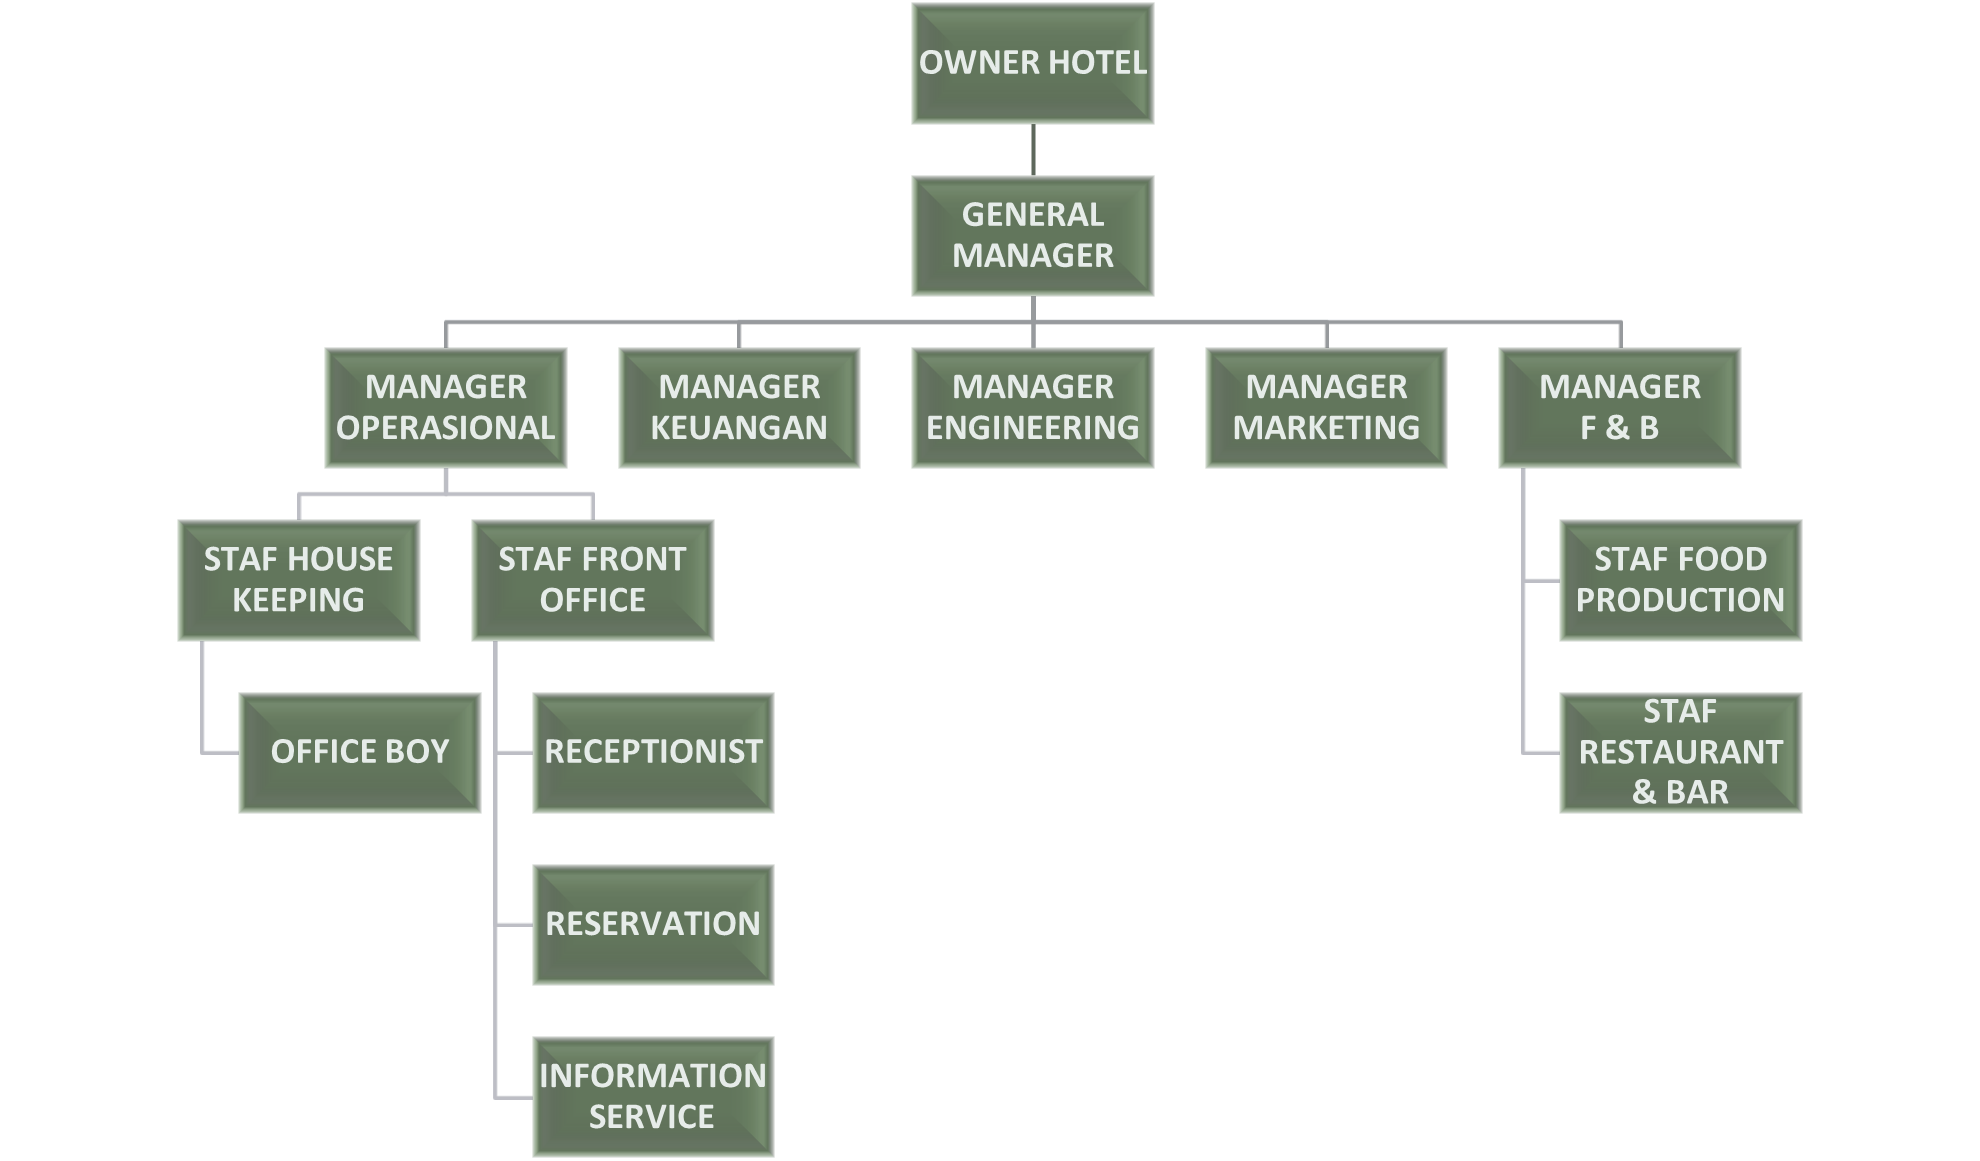 OWNER HOTEL
GENERAL
MANAGER
MANAGER
OPERASIONAL
MANAGER
KEUANGAN
MANAGER
ENGINEERING
MANAGER
MARKETING
MANAGER
F & B
STAF HOUSE
KEEPING
STAF FRONT
OFFICE
STAF FOOD
PRODUCTION
OFFICE BOY
RECEPTIONIST
STAF
RESTAURANT
& BAR
RESERVATION
INFORMATION
SERVICE